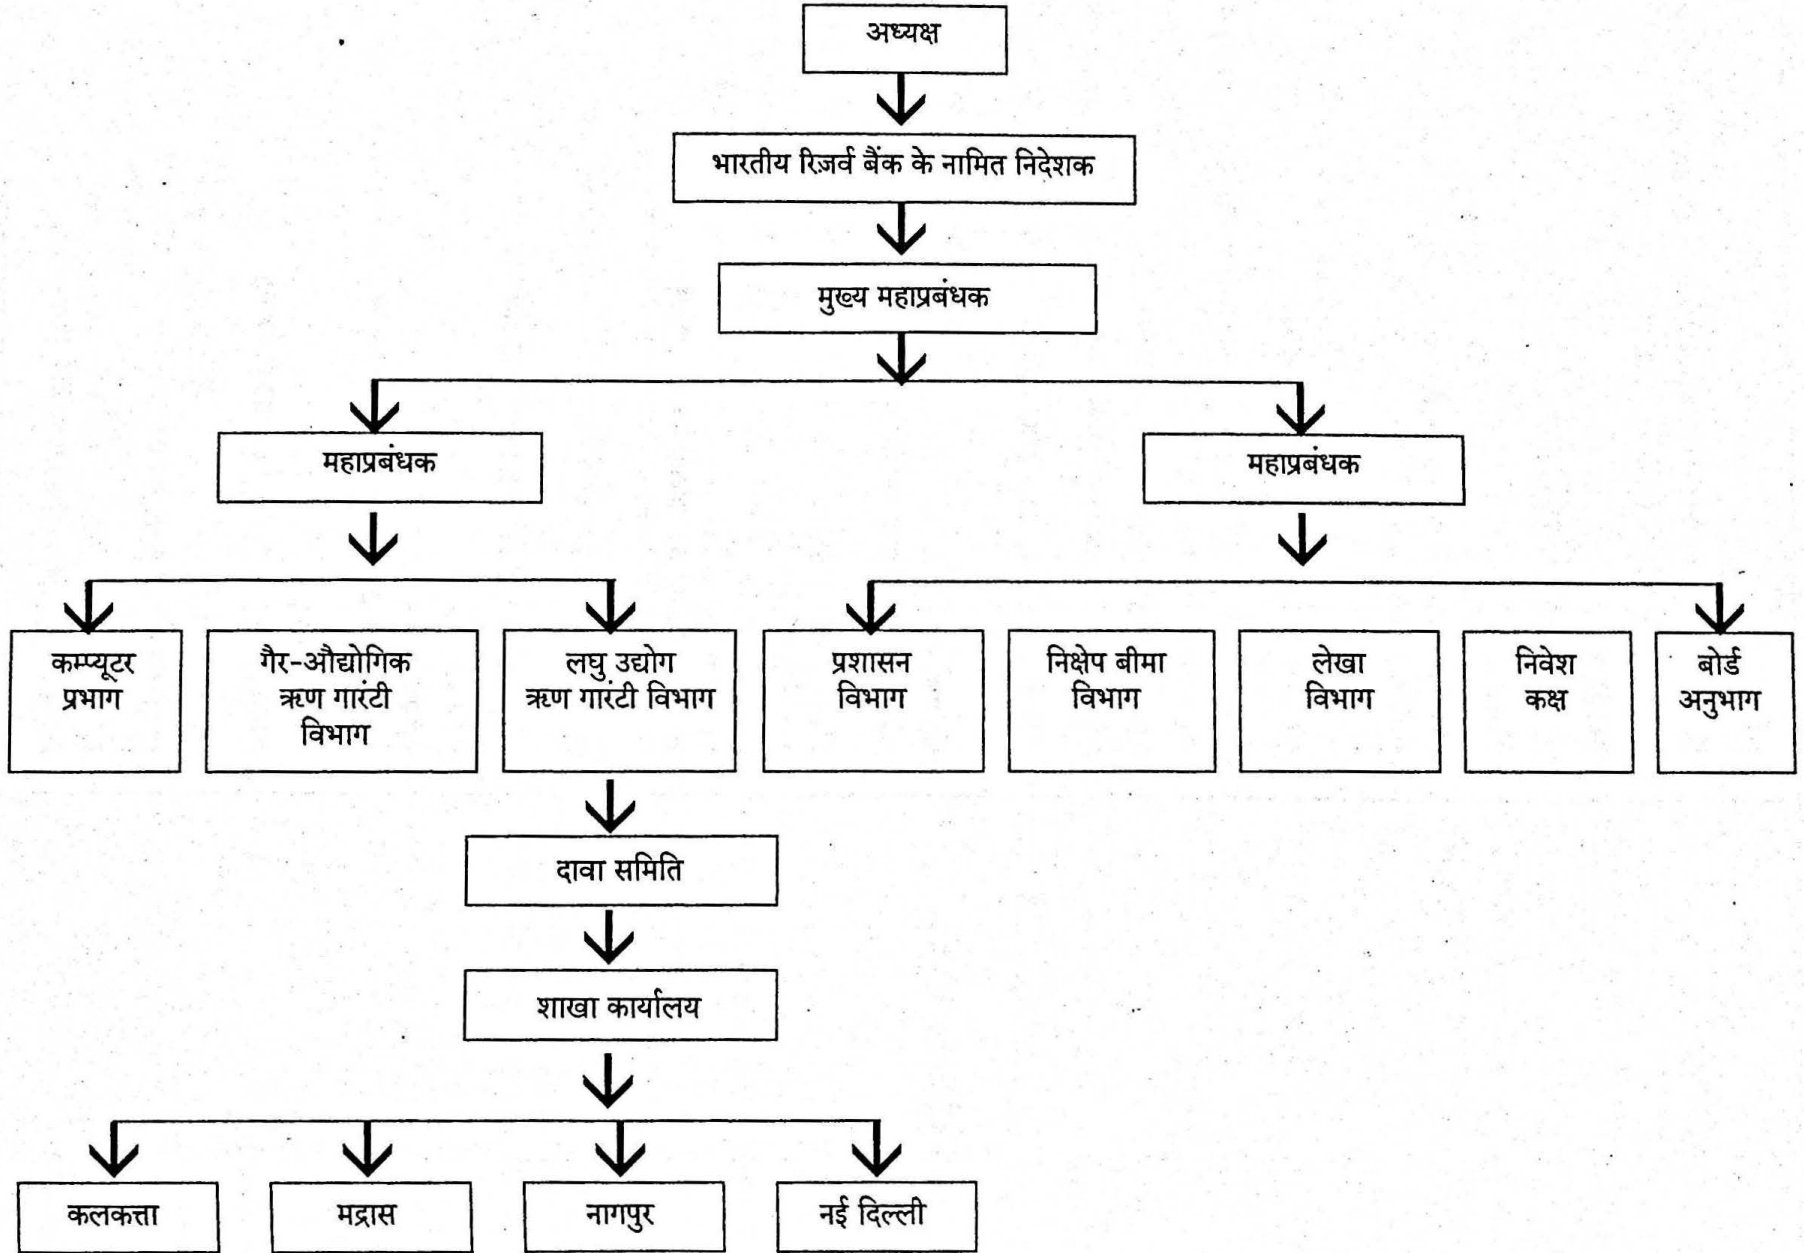 अध्यक्ष
भारतीय रिज़र्व बैंक के नामित निदेशक
मुख्य महाप्रबंधक
महाप्रबंधक
महाप्रबंधक
कम्प्यूटर
प्रभाग
गैर-औद्योगिक
ऋण गारंटी
विभाग
लघु उद्योग
ऋण गारंटी विभाग
प्रशासन
विभाग
निक्षेप बीमा
विभाग
लेखा
विभाग
निवेश
कक्ष
बोर्ड
अनुभाग
दावा समिति
शाखा कार्यालय
कलकत्ता
मद्रास
नागपुर
नई दिल्ली